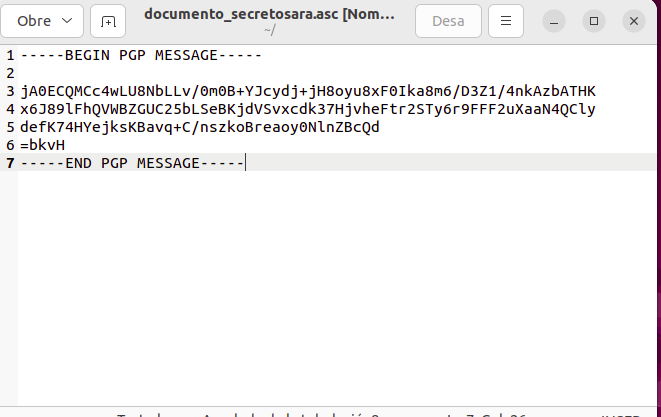 Obre
documento_secretosara.asc [Nom...
~/
Desa
1 -----BEGIN PGP MESSAGE-----
2
3 jA0ECQMCc4wLU8NbLLv/0m0B+YJcydj+jH8oyu8xF0Ika8m6/D3Z1/4nkAzbATHK
4 x6J89lFhQVWBZGUC25bLSeBKjdVSvxcdk37HjvheFtr2STy6r9FFF2uXaaN4QCly
5 defK74HYejksKBavq+C/nszkoBreaoy0NlnZBcQd
6 =bkvH
7 -----END PGP MESSAGE-----